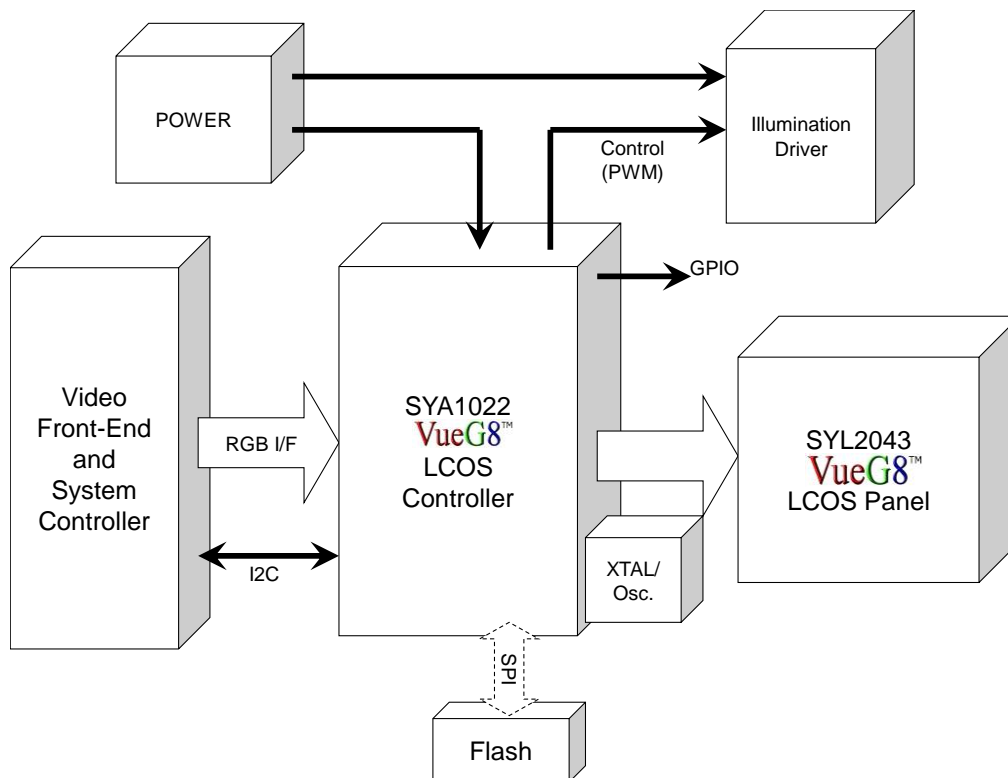 POWER
Illumination
Driver
Control
(PWM)
GPIO
Video
Front-End
and
System
Controller
RGB I/F
I2C
SYA1022
VueG8™
LCOS
Controller
SYL2043
VueG8™
LCOS Panel
XTAL/
Osc.
SPI
Flash